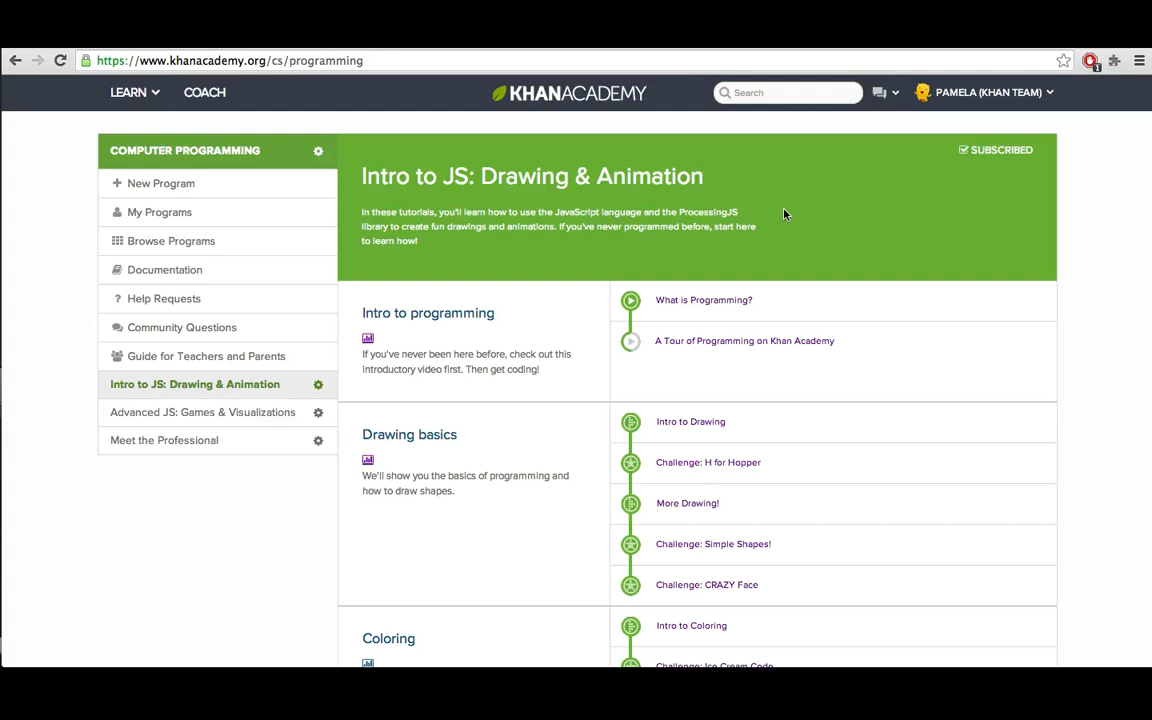 https://www.khanacademy.org/cs/programming
1
LEARN
COACH
KHANACADEMY
Search
PAMELA (KHAN TEAM)
COMPUTER PROGRAMMING
+ New Program
My Programs
Browse Programs
Documentation
? Help Requests
Community Questions
Guide for Teachers and Parents
Intro to JS: Drawing & Animation
Advanced JS: Games & Visualizations
Meet the Professional
SUBSCRIBED
Intro to JS: Drawing & Animation
In these tutorials, you'll learn how to use the JavaScript language and the ProcessingJS
library to create fun drawings and animations. If you've never programmed before, start here
to learn how!
Intro to programming
If you've never been here before, check out this
introductory video first. Then get coding!
What is Programming?
A Tour of Programming on Khan Academy
Drawing basics
We'll show you the basics of programming and
how to draw shapes.
Intro to Drawing
Challenge: H for Hopper
More Drawing!
Challenge: Simple Shapes!
Challenge: CRAZY Face
Coloring
Intro to Coloring
Challenge: Ice Cream Code